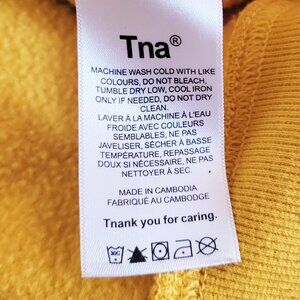 Tna®
MACHINE WASH COLD WITH LIKE
COLOURS, DO NOT BLEACH,
TUMBLE DRY LOW, COOL IRON
ONLY IF NEEDED, DO NOT DRY
CLEAN.
LAVER À LA MACHINE À L'EAU
FROIDE AVEC COULEURS
SEMBLABLES, NE PAS
JAVELISER, SÉCHER À BASSE
TEMPÉRATURE, REPASSAGE
DOUX SI NÉCESSAIRE, NE PAS
NETTOYER À SEC.
MADE IN CAMBODIA
FABRIQUÉ AU CAMBODGE
Thank you for caring.
30C